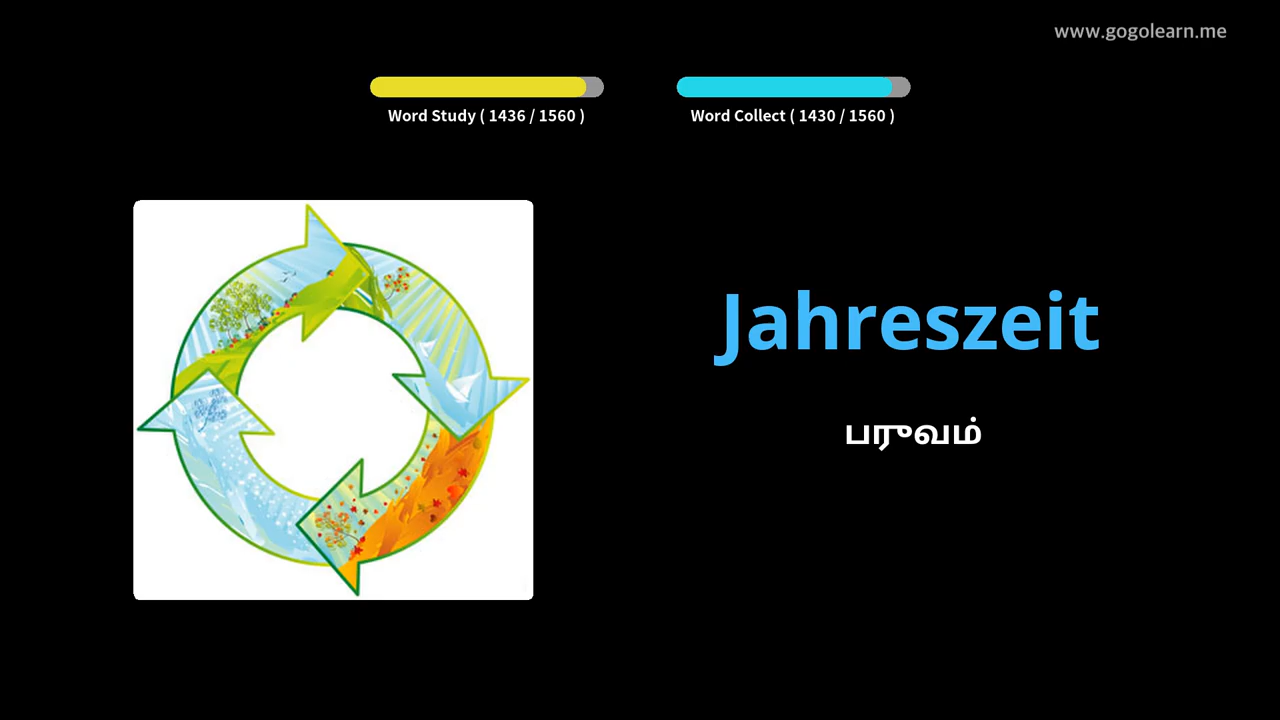 www.gogolearn.me
Word Study ( 1436 / 1560 )
Word Collect ( 1430 / 1560 )
Jahreszeit
பருவம்